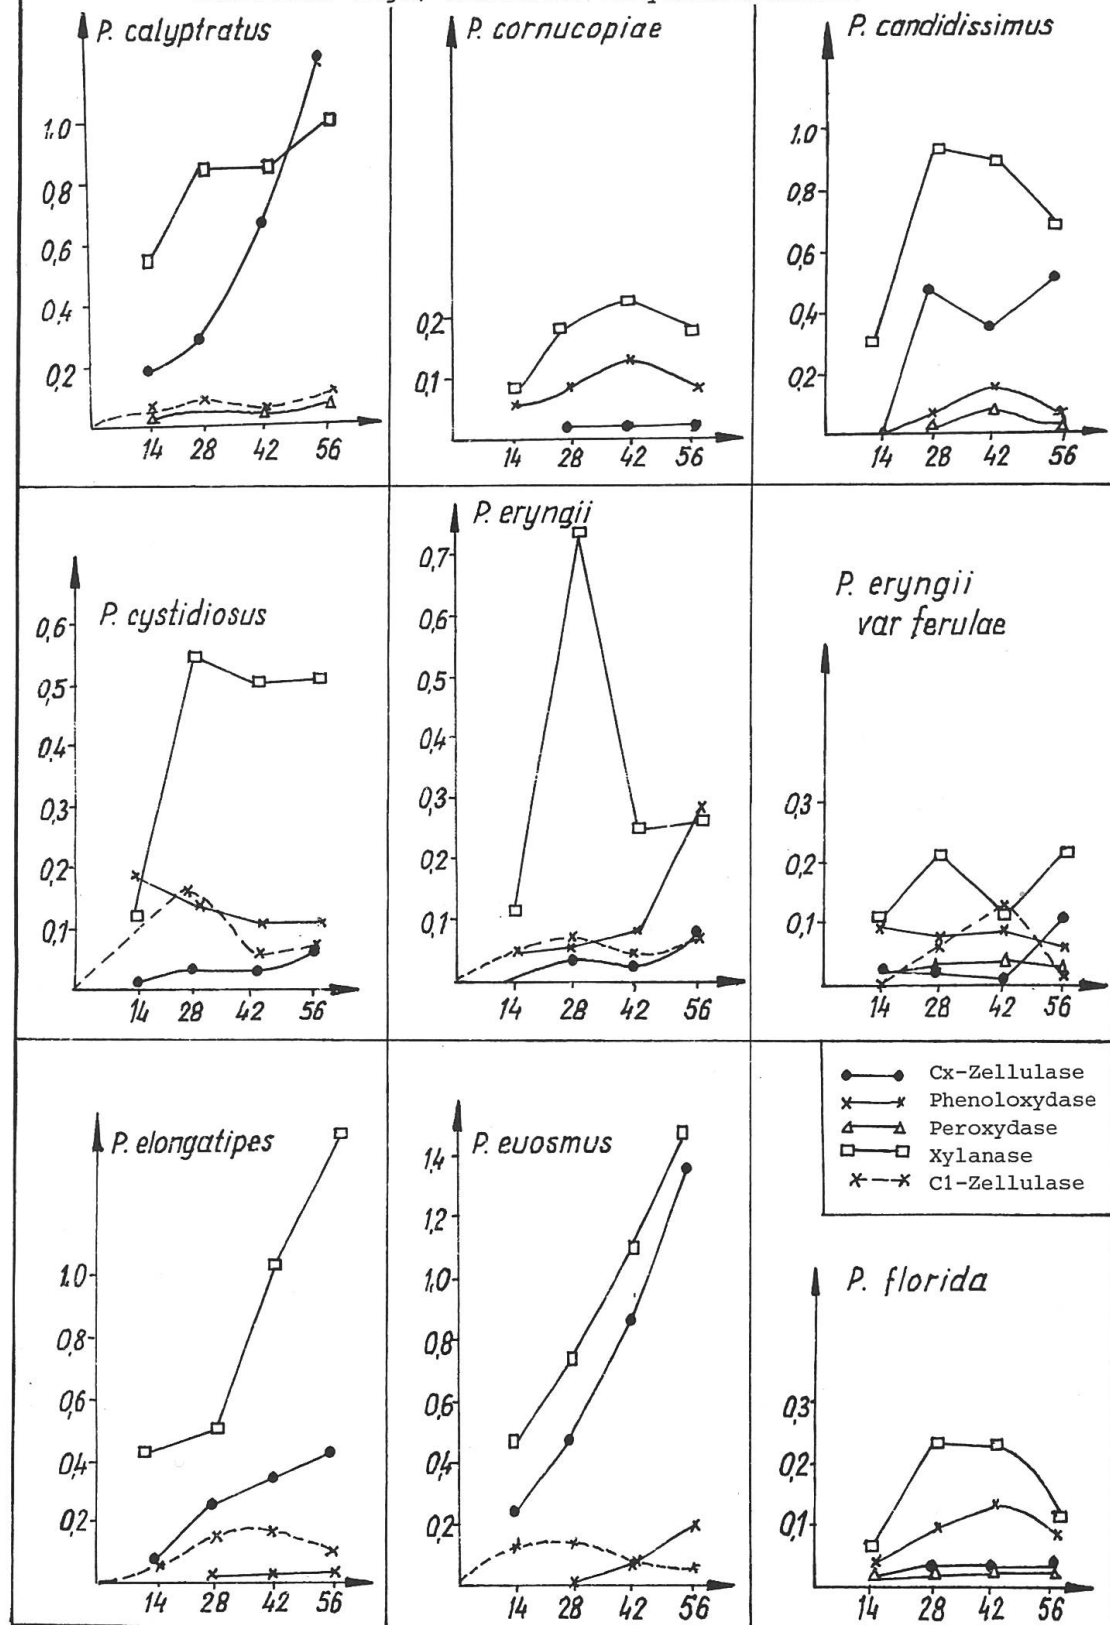 P. calyptratus
1,0
0,8
0,6
0,4
0,2
14 28 42 56
P. cornucopiae
0,2
0,1
14 28 42 56
P. candidissimus
1,0
0,8
0,6
0,4
0,2
14 28 42 56
P. cystidiosus
0,6
0,5
0,4
0,3
0,2
0,1
14 28 42 56
P. eryngii
0,7
0,6
0,5
0,4
0,3
0,2
0,1
14 28 42 56
P. eryngii
var ferulae
0,3
0,2
0,1
14 28 42 56
P. elongatipes
1,0
0,8
0,6
0,4
0,2
14 28 42 56
P. euosmus
1,4
1,2
1,0
0,8
0,6
0,4
0,2
14 28 42 56
Cx-Zellulase
Phenoloxydase
Peroxydase
Xylanase
C1-Zellulase
P. florida
0,3
0,2
0,1
14 28 42 56